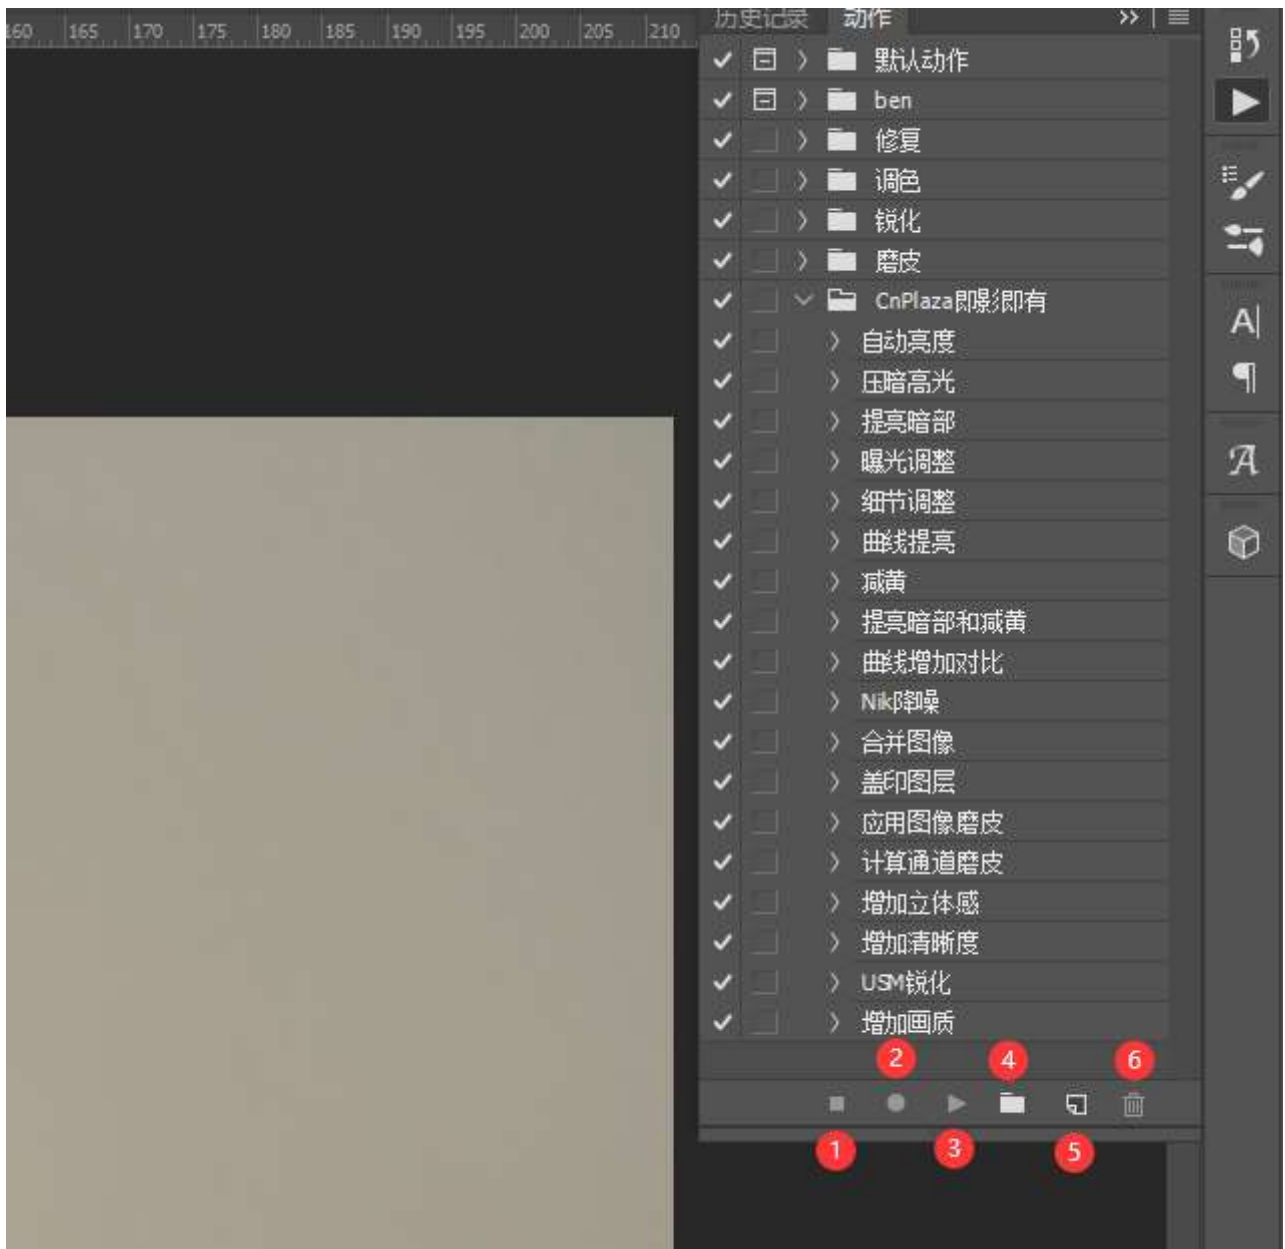 160 165 170 175 180 185 190 195 200 205 210
历史记录 动作
默认动作
ben
修复
调色
锐化
磨皮
CnPlaza即影即有
自动亮度
压暗高光
提亮暗部
曝光调整
细节调整
曲线提亮
减黄
提亮暗部和减黄
曲线增加对比
Nik降噪
合并图像
盖印图层
应用图像磨皮
计算通道磨皮
增加立体感
增加清晰度
USM锐化
增加画质
2 4 6
1 3 5